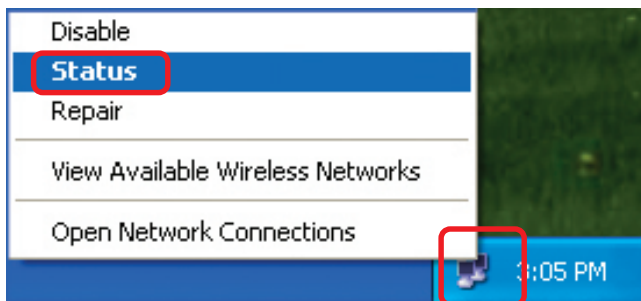 Disable
Status
Repair
View Available Wireless Networks
Open Network Connections
3:05 PM